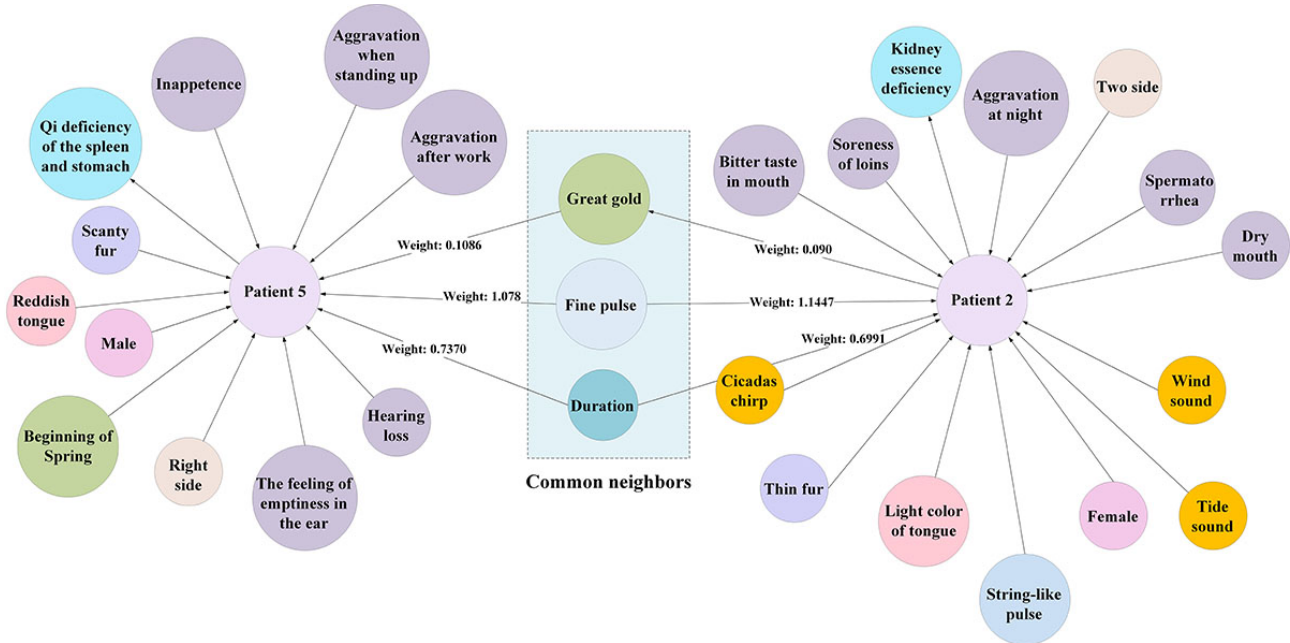 Aggravation
when
standing up
Inappetence
Qi deficiency
of the spleen
and stomach
Aggravation
after work
Scanty
fur
Reddish
tongue
Male
Beginning of
Spring
Right
side
The feeling of
emptiness in
the ear
Hearing
loss
Patient 5
Weight: 0.1086
Weight: 1.078
Weight: 0.7370
Great gold
Fine pulse
Duration
Common neighbors
Weight: 0.090
Weight: 1.1447
Weight: 0.6991
Patient 2
Kidney
essence
deficiency
Aggravation
at night
Two side
Bitter taste
in mouth
Soreness
of loins
Spermato
rrhea
Dry
mouth
Cicadas
chirp
Wind
sound
Thin fur
Light color
of tongue
String-like
pulse
Female
Tide
sound